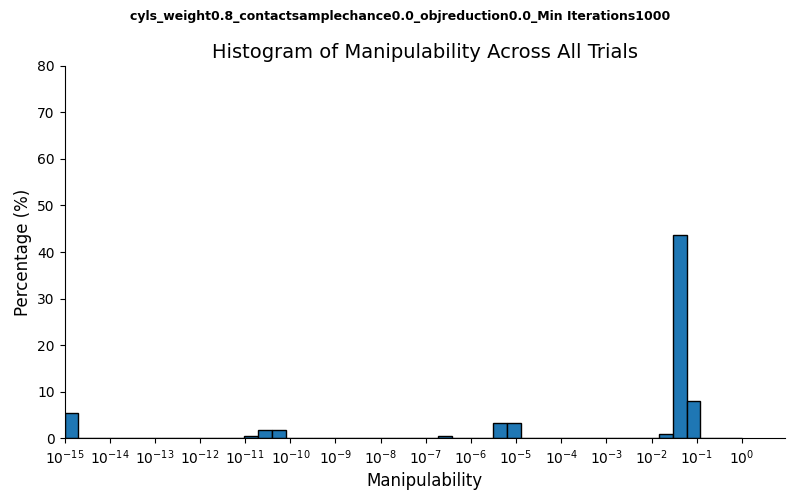 cyls_weight0.8_contactsamplechance0.0_objreduction0.0_Min Iterations1000
Histogram of Manipulability Across All Trials
80
70
60
50
40
30
20
10
0
Percentage (%)
10⁻¹⁵ 10⁻¹⁴ 10⁻¹³ 10⁻¹² 10⁻¹¹ 10⁻¹⁰ 10⁻⁹ 10⁻⁸ 10⁻⁷ 10⁻⁶ 10⁻⁵ 10⁻⁴ 10⁻³ 10⁻² 10⁻¹ 10⁰
Manipulability